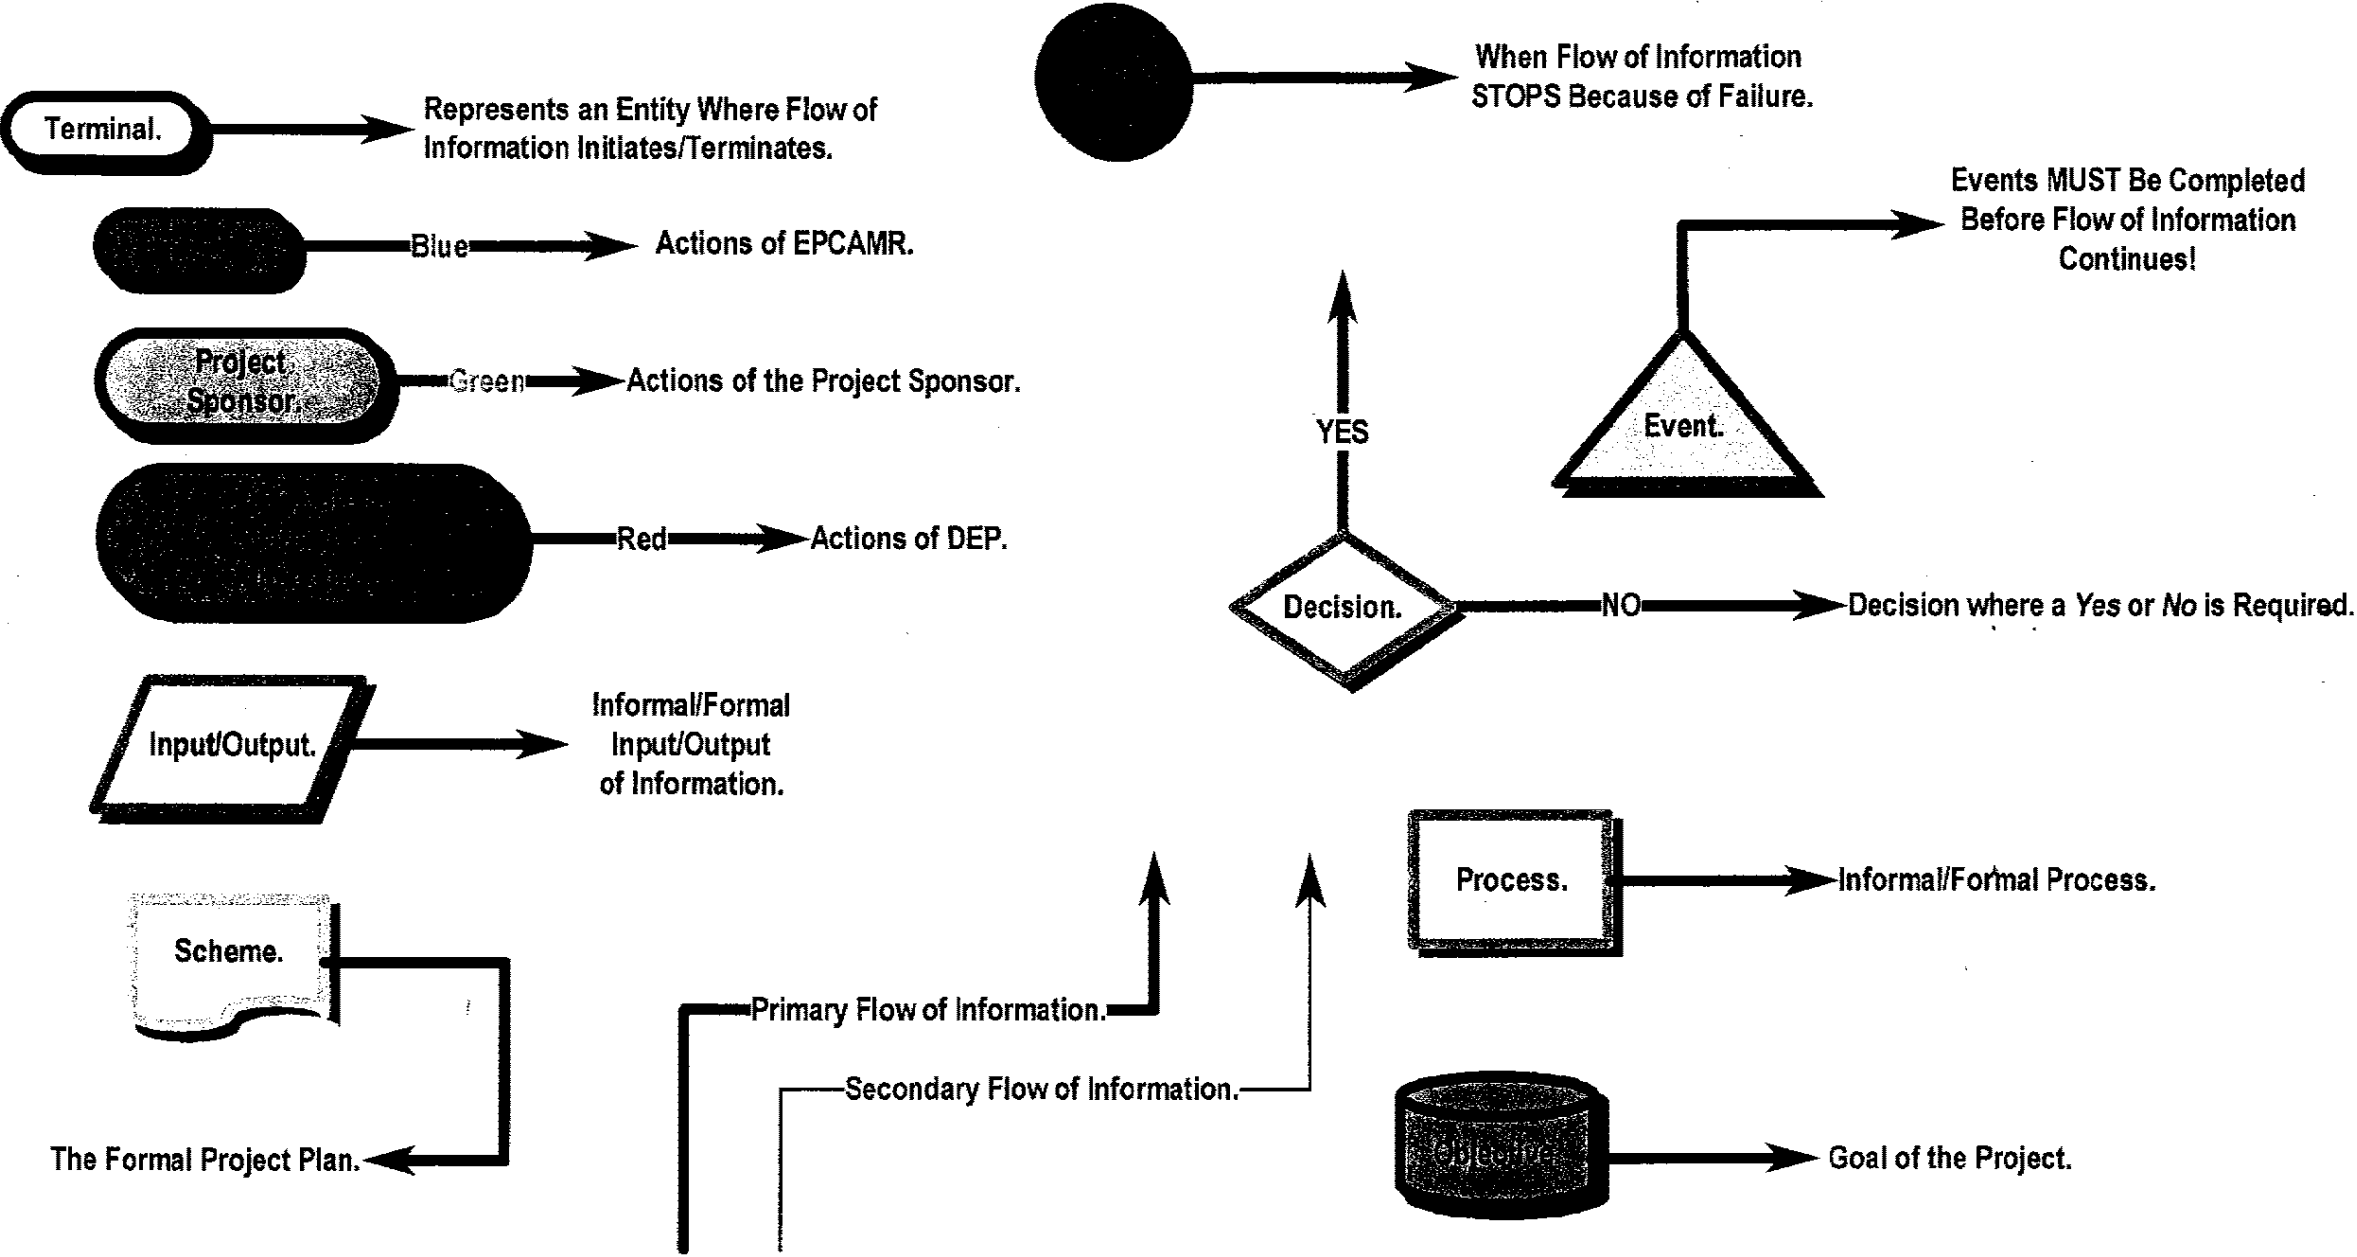 When Flow of Information
STOPS Because of Failure.
Terminal.
Represents an Entity Where Flow of
Information Initiates/Terminates.
Events MUST Be Completed
Before Flow of Information
Continues!
Blue
Actions of EPCAMR.
Project
Sponsor.
Green
Actions of the Project Sponsor.
YES
Event.
Red
Actions of DEP.
Decision.
NO
Decision where a Yes or No is Required.
Input/Output.
Informal/Formal
Input/Output
of Information.
Process.
Informal/Formal Process.
Scheme.
Primary Flow of Information.
Secondary Flow of Information.
The Formal Project Plan.
Objective
Goal of the Project.